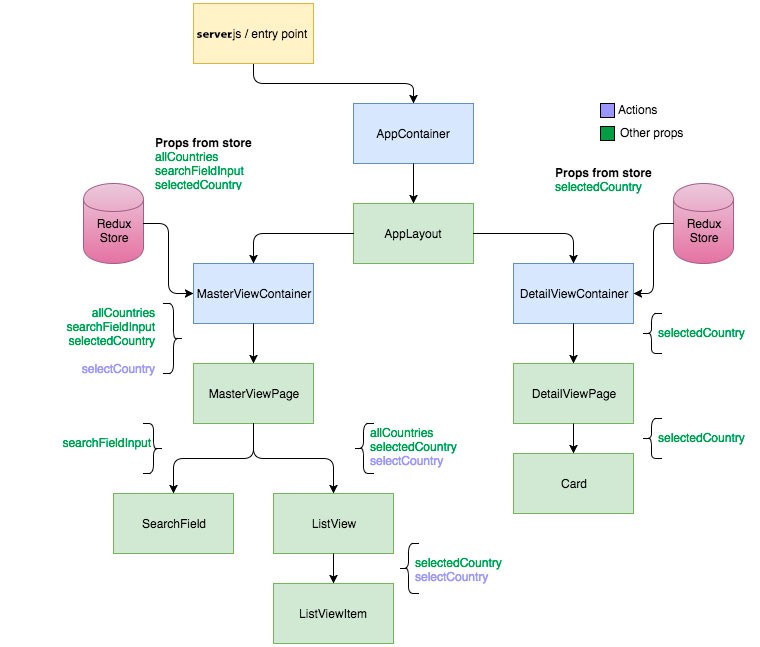 server.js / entry point
AppContainer
Actions
Other props
Props from store
allCountries
searchFieldInput
selectedCountry
Props from store
selectedCountry
Redux
Store
AppLayout
Redux
Store
MasterViewContainer
DetailViewContainer
allCountries
searchFieldInput
selectedCountry
selectCountry
selectedCountry
MasterViewPage
DetailViewPage
searchFieldInput
allCountries
selectedCountry
selectCountry
selectedCountry
Card
SearchField
ListView
selectedCountry
selectCountry
ListViewItem